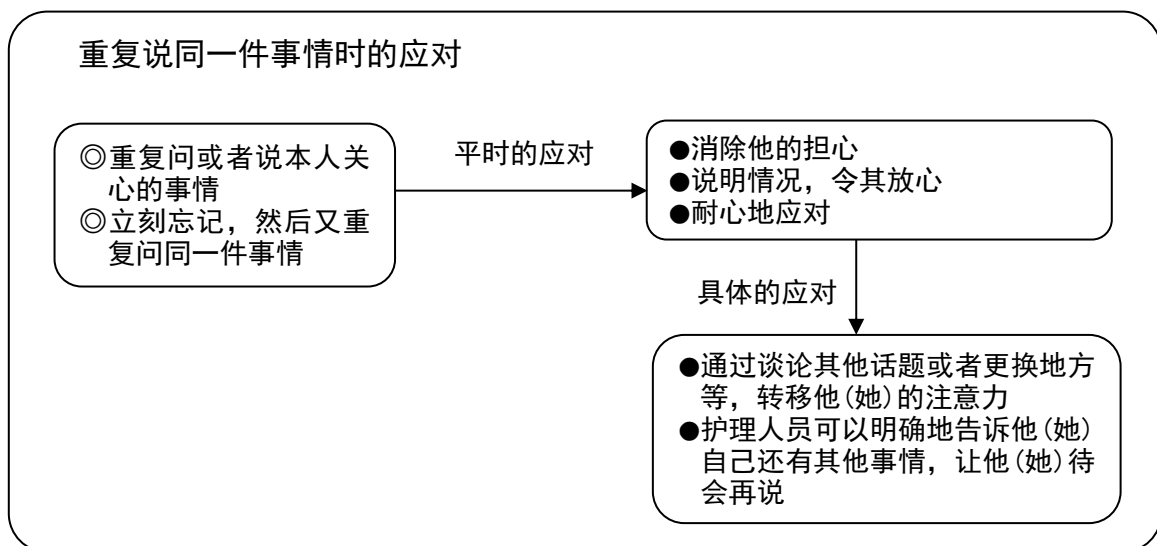 重复说同一件事情时的应对
◎重复问或者说本人关
心的事情
◎立刻忘记，然后又重
复问同一件事情
平时的应对
●消除他的担心
●说明情况，令其放心
●耐心地应对
具体的应对
●通过谈论其他话题或者更换地方
等，转移他(她)的注意力
●护理人员可以明确地告诉他(她)
自己还有其他事情，让他(她)待
会再说